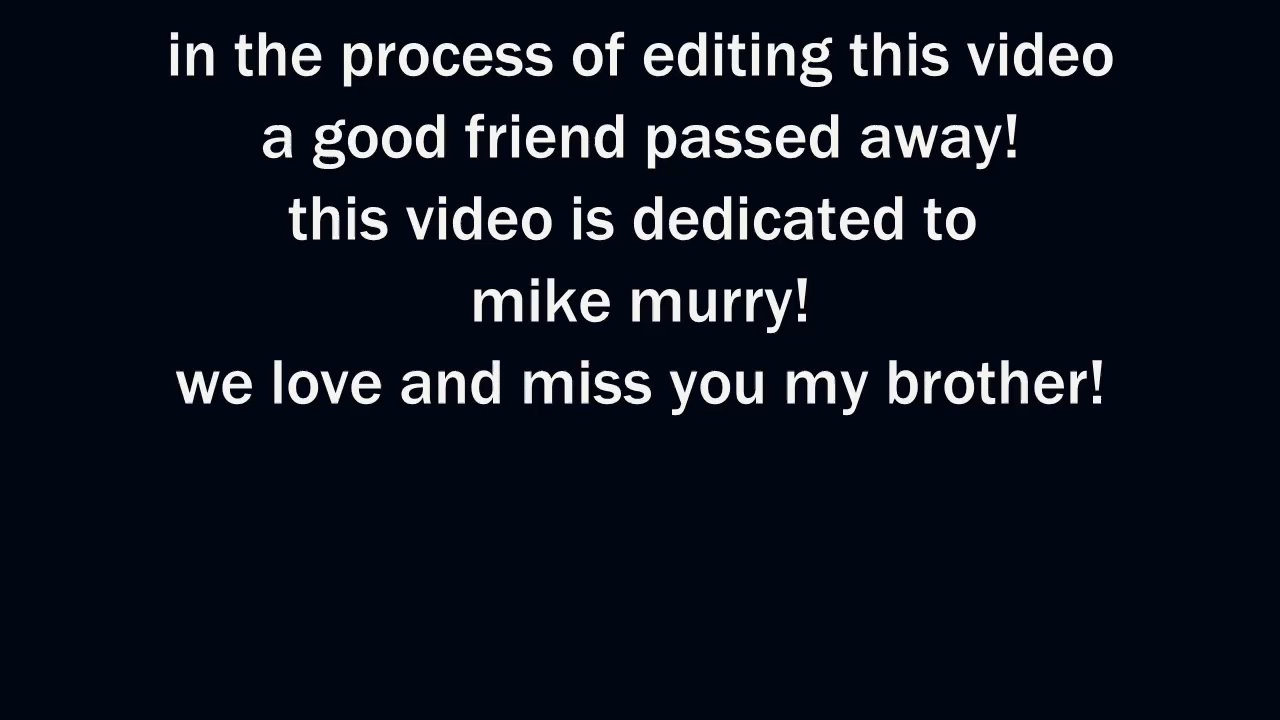 in the process of editing this video
a good friend passed away!
this video is dedicated to
mike murry!
we love and miss you my brother!